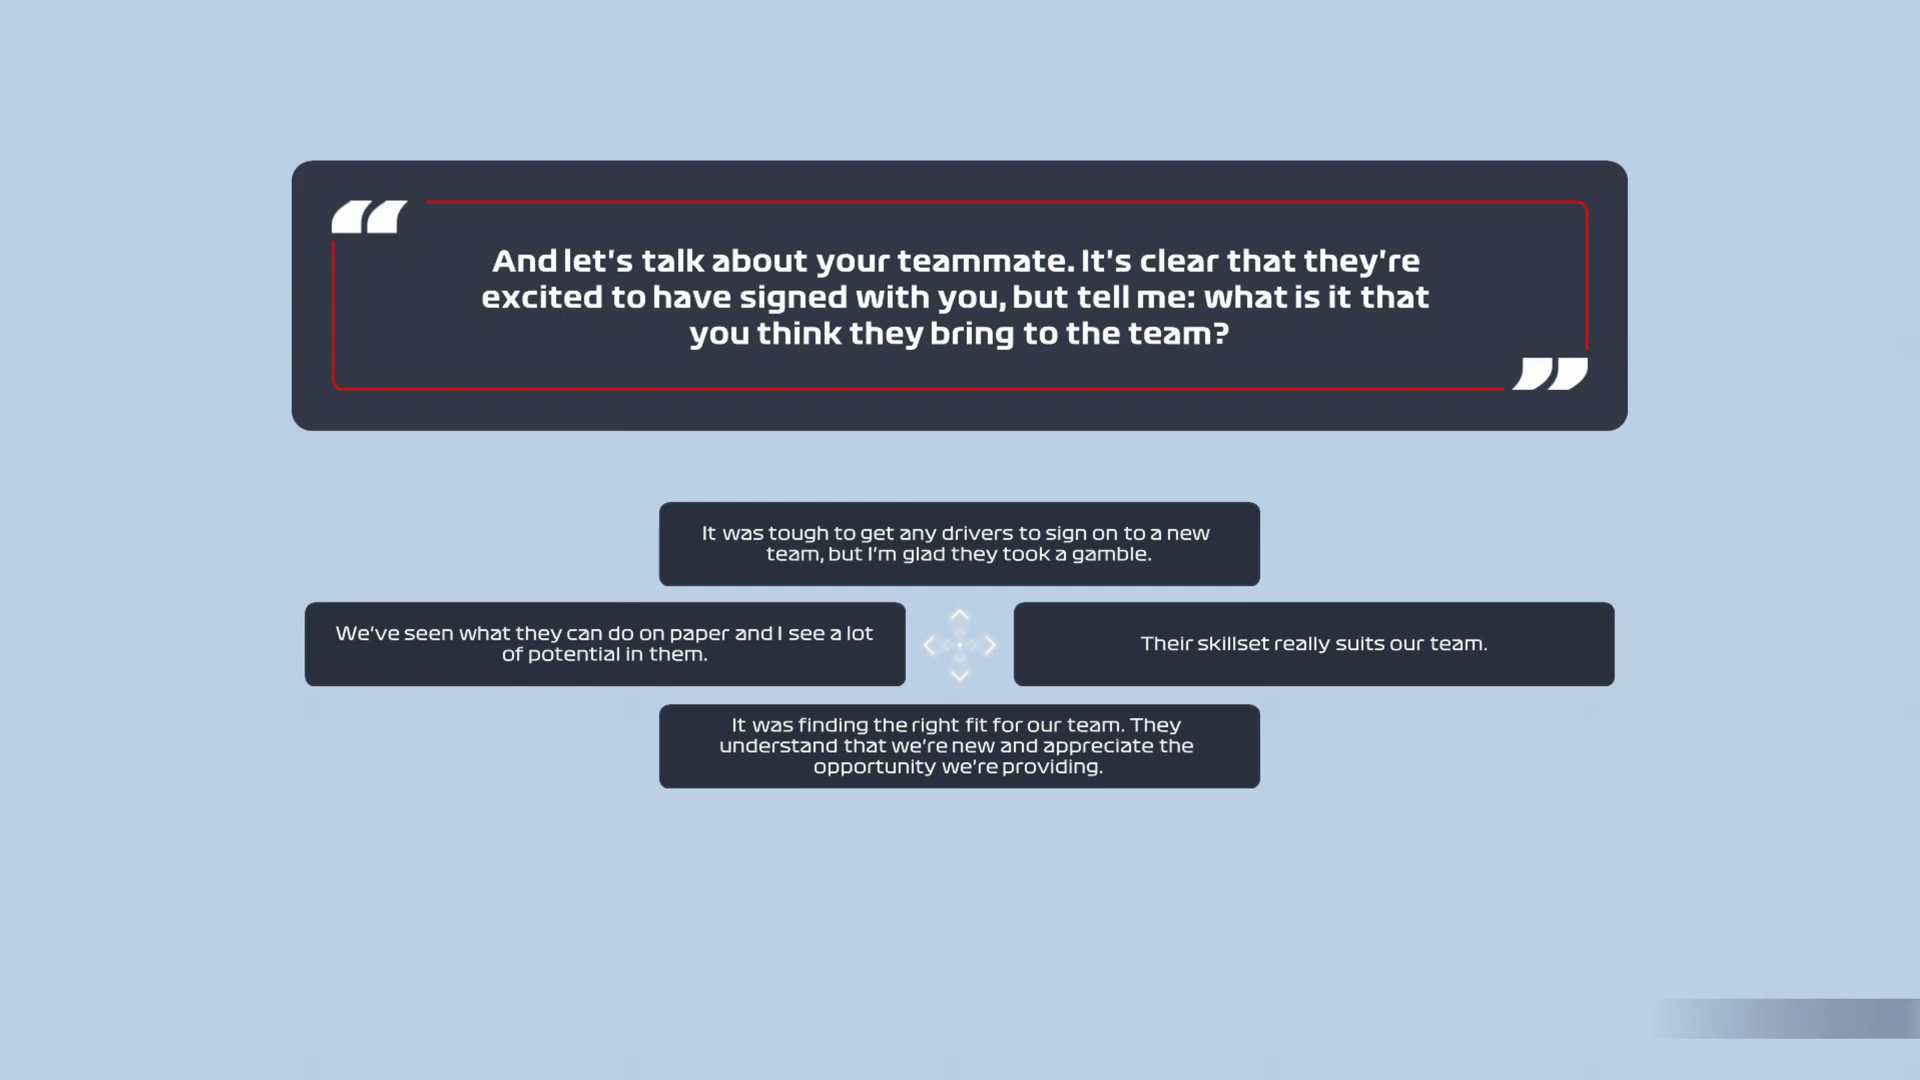 And let's talk about your teammate. It's clear that they're
excited to have signed with you, but tell me: what is it that
you think they bring to the team?
It was tough to get any drivers to sign on to a new
team, but I'm glad they took a gamble.
We've seen what they can do on paper and I see a lot
of potential in them.
Their skillset really suits our team.
It was finding the right fit for our team. They
understand that we're new and appreciate the
opportunity we're providing.